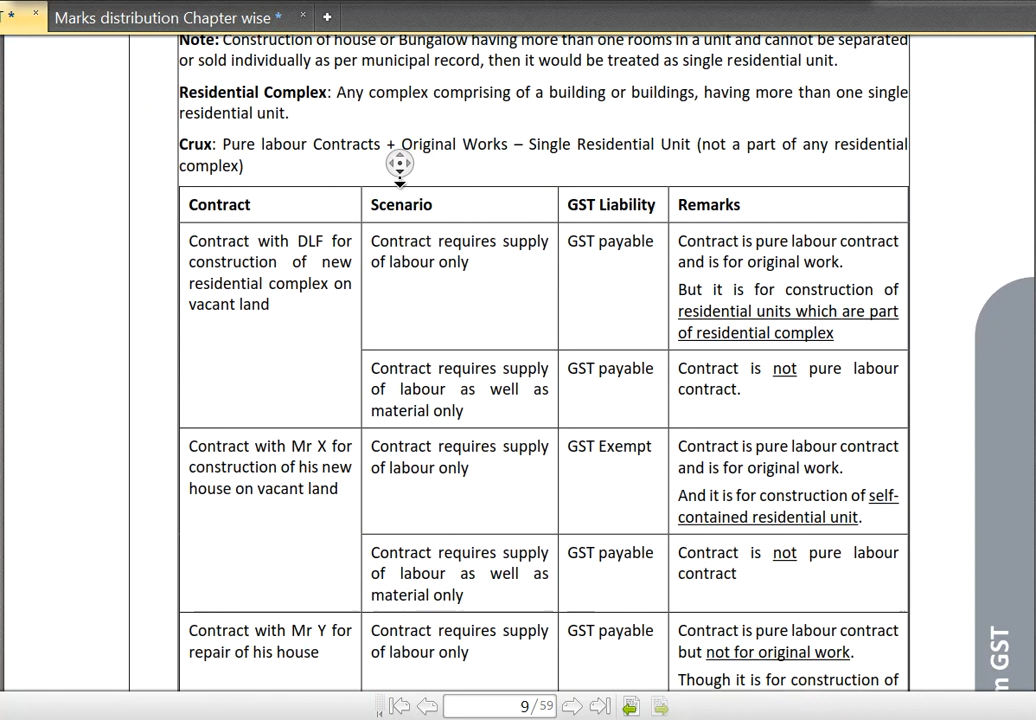 T *
Marks distribution Chapter wise *
Note: Construction of house or Bungalow having more than one rooms in a unit and cannot be separated
or sold individually as per municipal record, then it would be treated as single residential unit.
Residential Complex: Any complex comprising of a building or buildings, having more than one single
residential unit.
Crux: Pure labour Contracts + Original Works – Single Residential Unit (not a part of any residential
complex)
Contract Scenario GST Liability Remarks
Contract with DLF for
construction of new
residential complex on
vacant land
Contract requires supply
of labour only
GST payable
Contract is pure labour contract
and is for original work.
But it is for construction of
residential units which are part
of residential complex
Contract requires supply
of labour as well as
material only
GST payable
Contract is not pure labour
contract.
Contract with Mr X for
construction of his new
house on vacant land
Contract requires supply
of labour only
GST Exempt
Contract is pure labour contract
and is for original work.
And it is for construction of self-
contained residential unit.
Contract requires supply
of labour as well as
material only
GST payable
Contract is not pure labour
contract
Contract with Mr Y for
repair of his house
Contract requires supply
of labour only
GST payable
Contract is pure labour contract
but not for original work.
Though it is for construction of
m GST
9 / 59